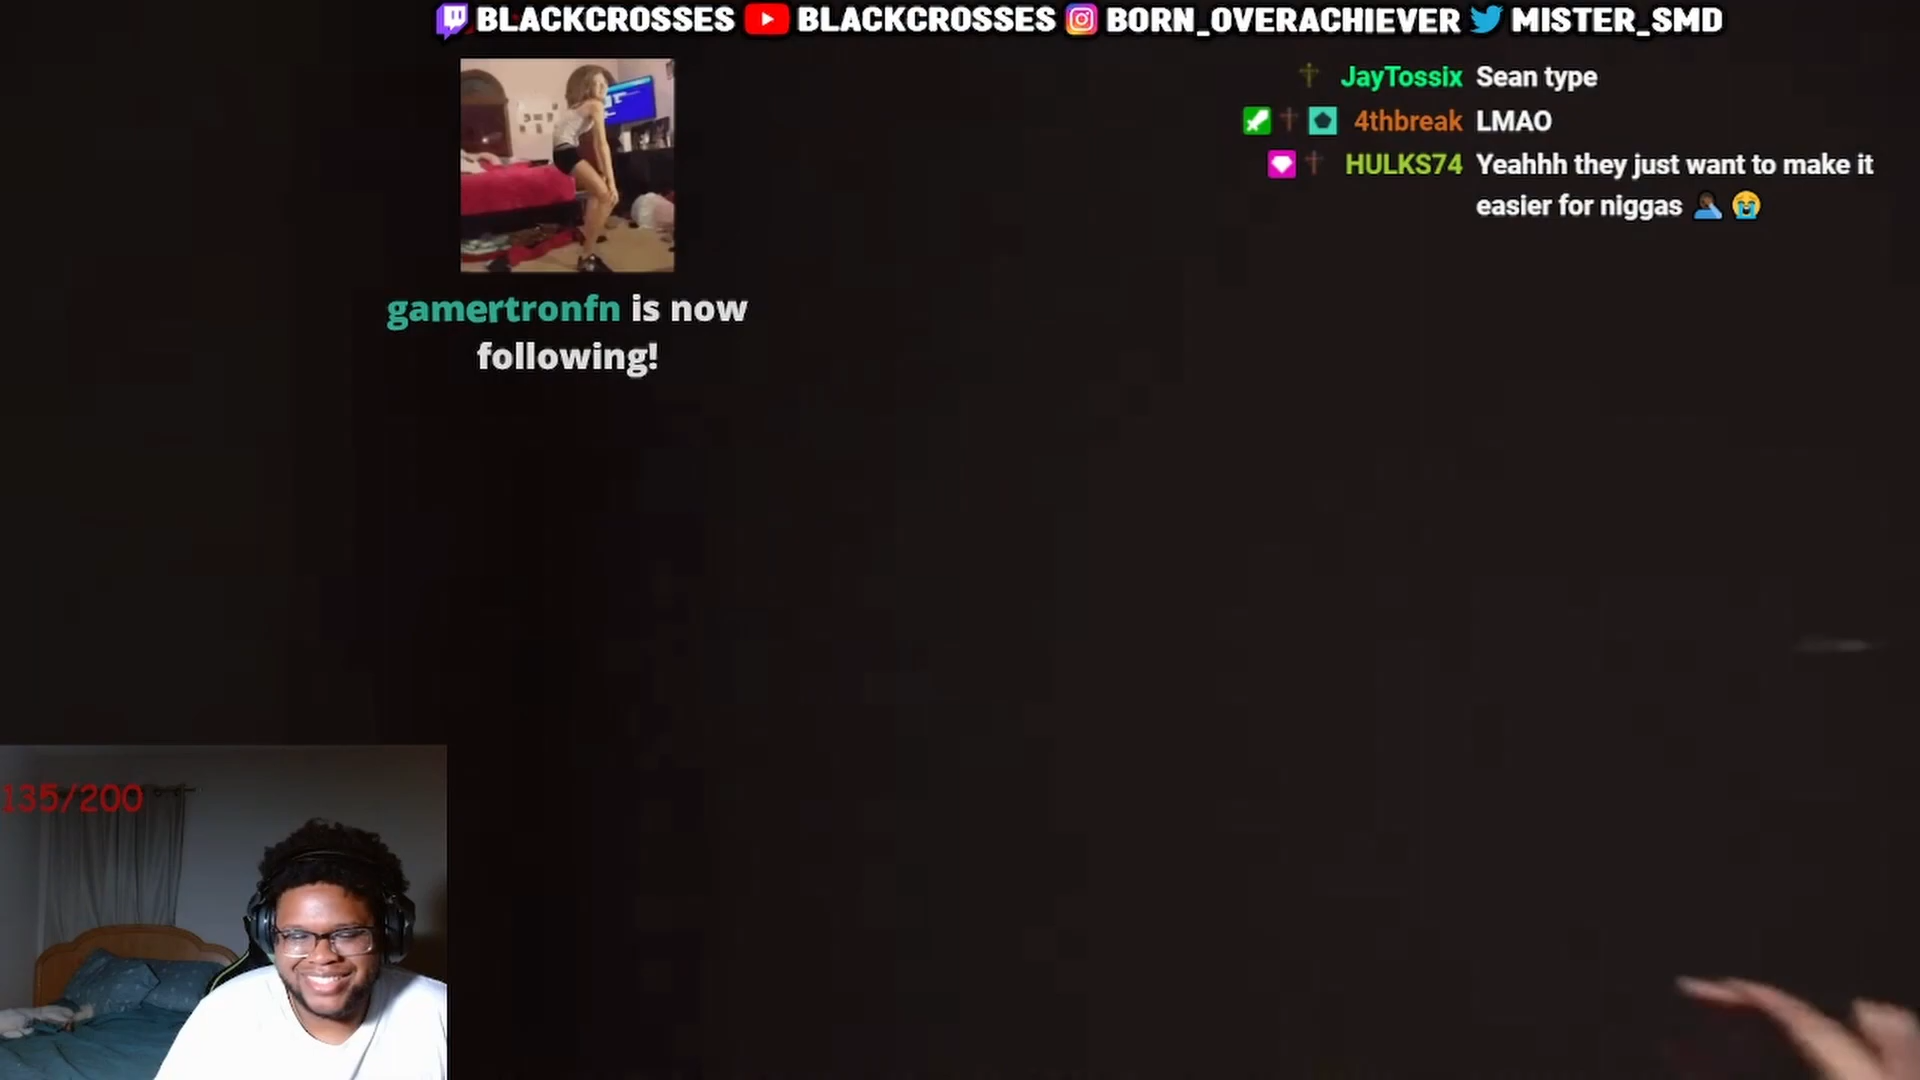 BLACKCROSSES BLACKCROSSES BORN_OVERACHIEVER MISTER_SMD
JayTossix Sean type
4thbreak LMAO
HULKS74 Yeahhh they just want to make it
easier for niggas 🤦🏿 😭
gamertronfn is now
following!
135/200